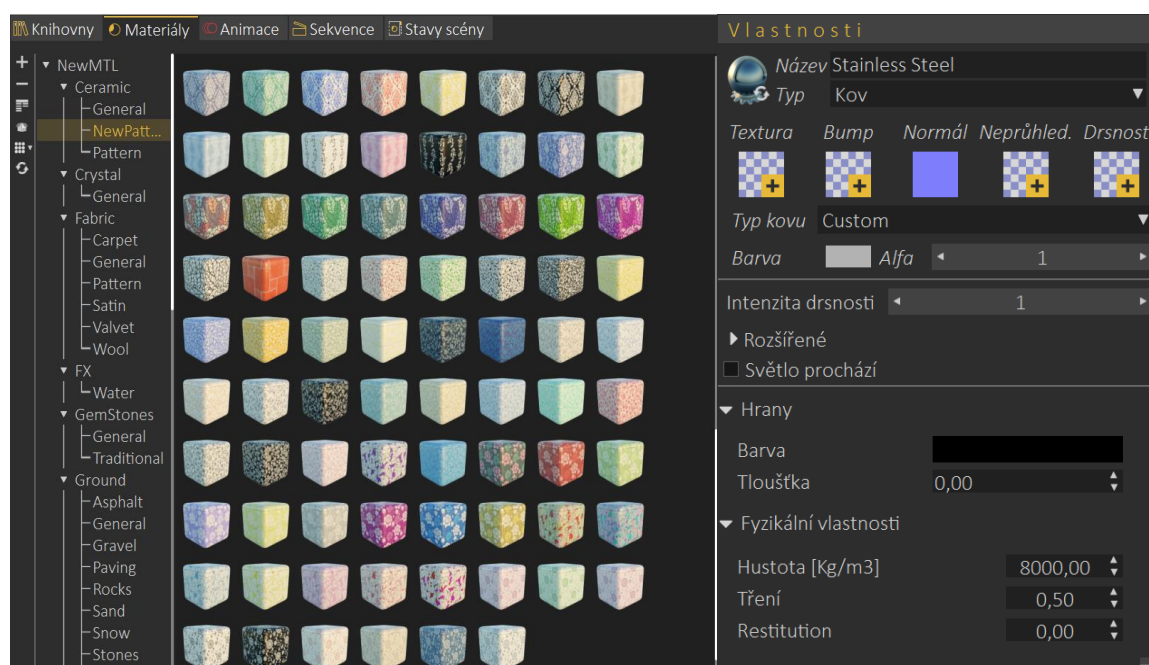 Knihovny Materiály Animace Sekvence Stavy scény
NewMTL
Ceramic
General
NewPatt...
Pattern
Crystal
General
Fabric
Carpet
General
Pattern
Satin
Valvet
Wool
FX
Water
GemStones
General
Traditional
Ground
Asphalt
General
Gravel
Paving
Rocks
Sand
Snow
Stones
Vlastnosti
Název Stainless Steel
Typ Kov
Textura Bump Normál Neprůhled. Drsnost
Typ kovu Custom
Barva Alfa 1
Intenzita drsnosti 1
Rozšířené
Světlo prochází
Hrany
Barva
Tloušťka 0,00
Fyzikální vlastnosti
Hustota [Kg/m3] 8000,00
Tření 0,50
Restitution 0,00